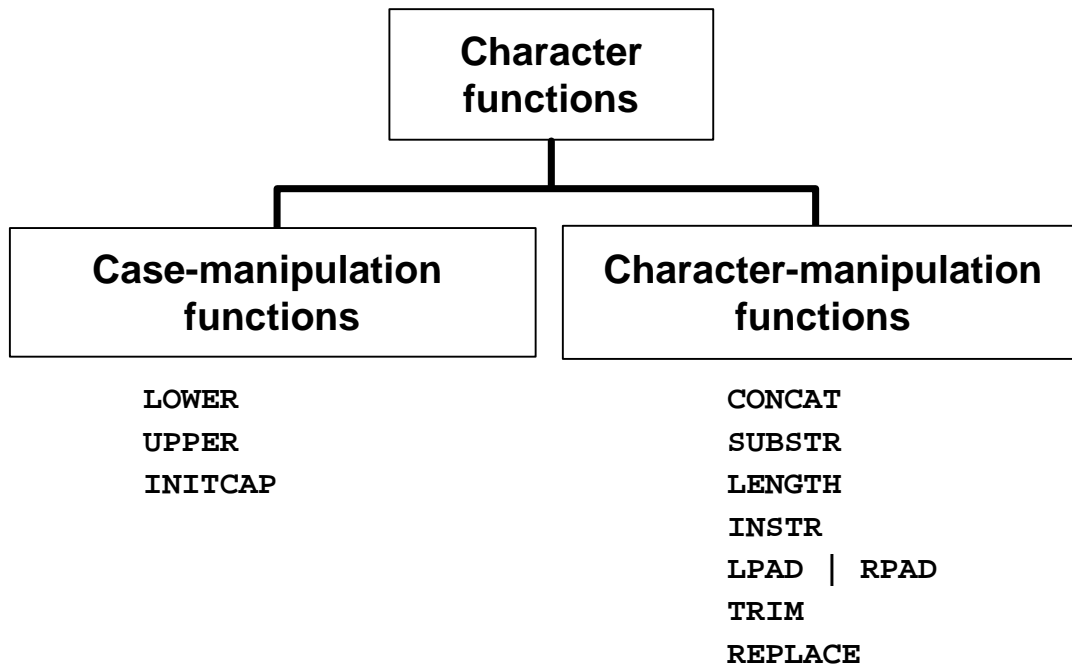 Character
functions
Case-manipulation
functions
Character-manipulation
functions
LOWER
UPPER
INITCAP
CONCAT
SUBSTR
LENGTH
INSTR
LPAD | RPAD
TRIM
REPLACE